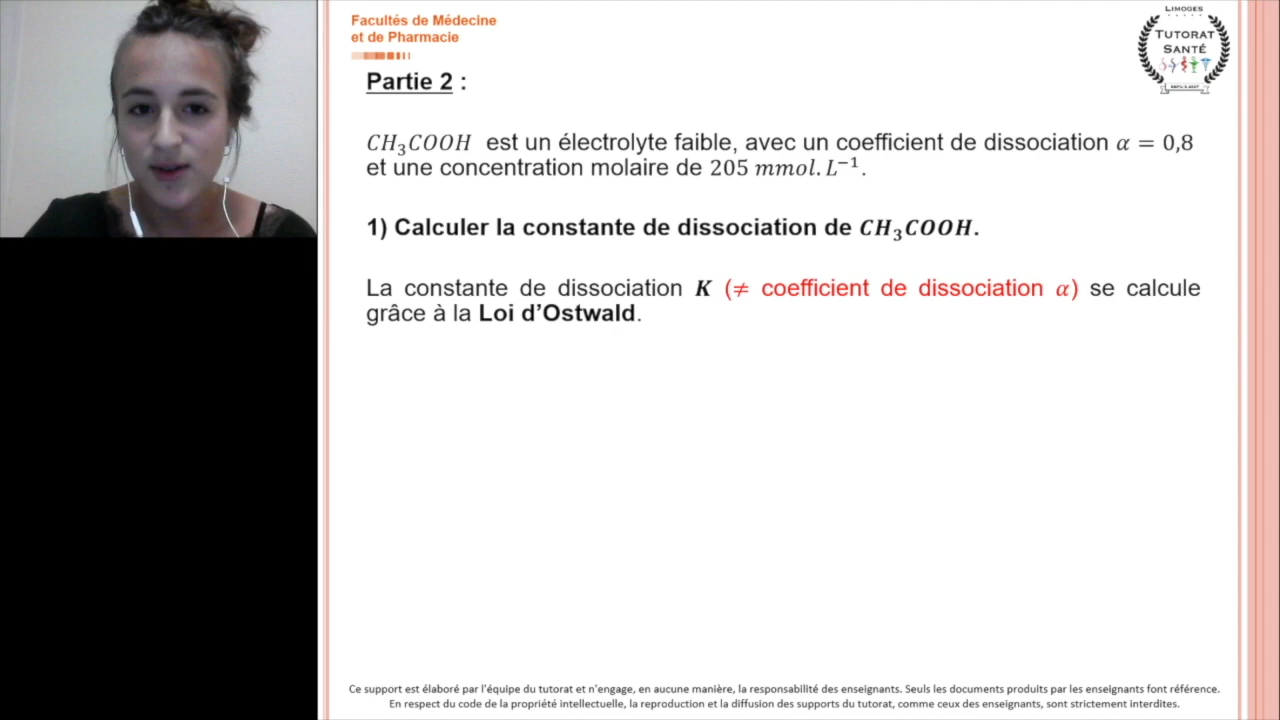 Facultés de Médecine
et de Pharmacie
LIMOGES
TUTORAT
SANTÉ
DEPUIS 2007
Partie 2 :
CH₃COOH est un électrolyte faible, avec un coefficient de dissociation α = 0,8
et une concentration molaire de 205 mmol. L⁻¹.
1) Calculer la constante de dissociation de CH₃COOH.
La constante de dissociation K (≠ coefficient de dissociation α) se calcule
grâce à la Loi d’Ostwald.
Ce support est élaboré par l'équipe du tutorat et n’engage, en aucune manière, la responsabilité des enseignants. Seuls les documents produits par les enseignants font référence.
En respect du code de la propriété intellectuelle, la reproduction et la diffusion des supports du tutorat, comme ceux des enseignants, sont strictement interdites.